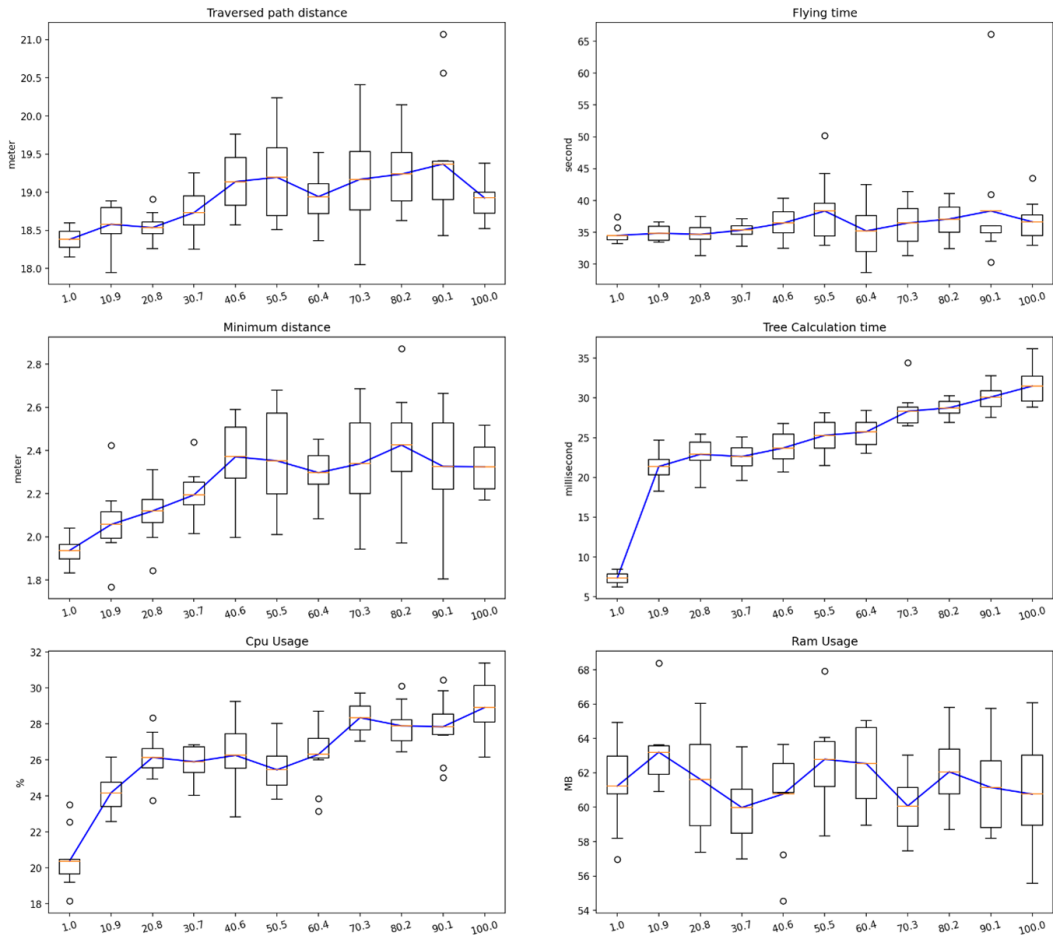 Traversed path distance
meter
21.0
20.5
20.0
19.5
19.0
18.5
18.0
1.0 10.9 20.8 30.7 40.6 50.5 60.4 70.3 80.2 90.1 100.0
Flying time
second
65
60
55
50
45
40
35
30
1.0 10.9 20.8 30.7 40.6 50.5 60.4 70.3 80.2 90.1 100.0
Minimum distance
meter
2.8
2.6
2.4
2.2
2.0
1.8
1.0 10.9 20.8 30.7 40.6 50.5 60.4 70.3 80.2 90.1 100.0
Tree Calculation time
millisecond
35
30
25
20
15
10
5
1.0 10.9 20.8 30.7 40.6 50.5 60.4 70.3 80.2 90.1 100.0
Cpu Usage
%
32
30
28
26
24
22
20
18
1.0 10.9 20.8 30.7 40.6 50.5 60.4 70.3 80.2 90.1 100.0
Ram Usage
MB
68
66
64
62
60
58
56
54
1.0 10.9 20.8 30.7 40.6 50.5 60.4 70.3 80.2 90.1 100.0